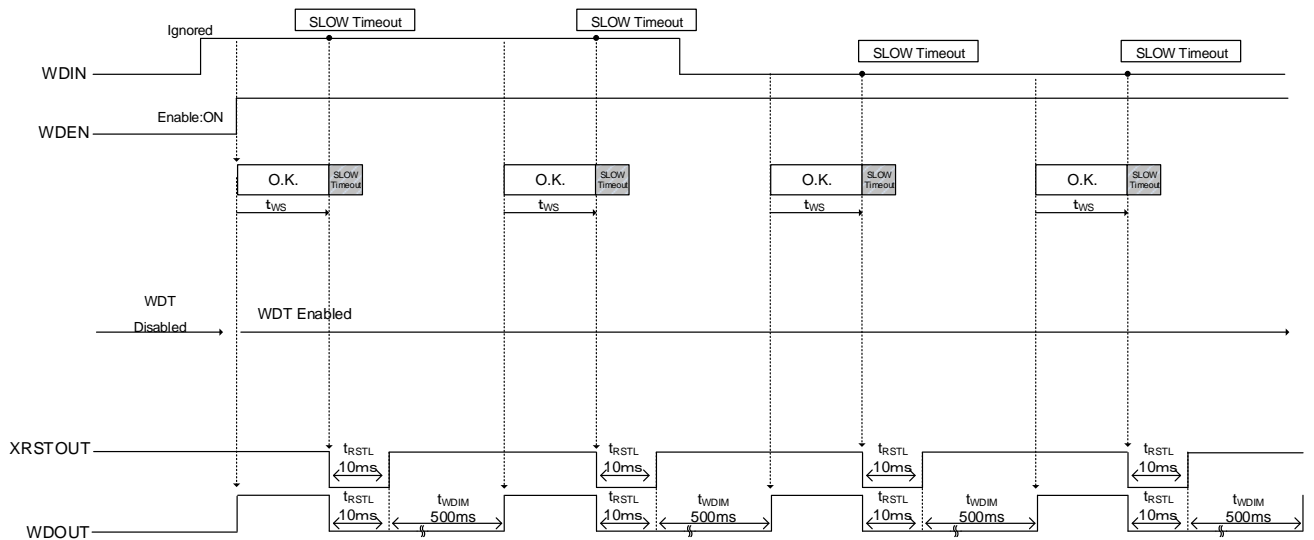 SLOW Timeout
SLOW Timeout
Ignored
SLOW Timeout
SLOW Timeout
WDIN
Enable:ON
WDEN
O.K.
SLOW
Timeout
O.K.
SLOW
Timeout
O.K.
SLOW
Timeout
O.K.
SLOW
Timeout
tWS
tWS
tWS
tWS
WDT
Disabled
WDT Enabled
XRSTOUT
tRSTL
10ms
tRSTL
10ms
tRSTL
10ms
tRSTL
10ms
WDOUT
tRSTL
10ms
tWDIM
500ms
tRSTL
10ms
tWDIM
500ms
tRSTL
10ms
tWDIM
500ms
tRSTL
10ms
tWDIM
500ms